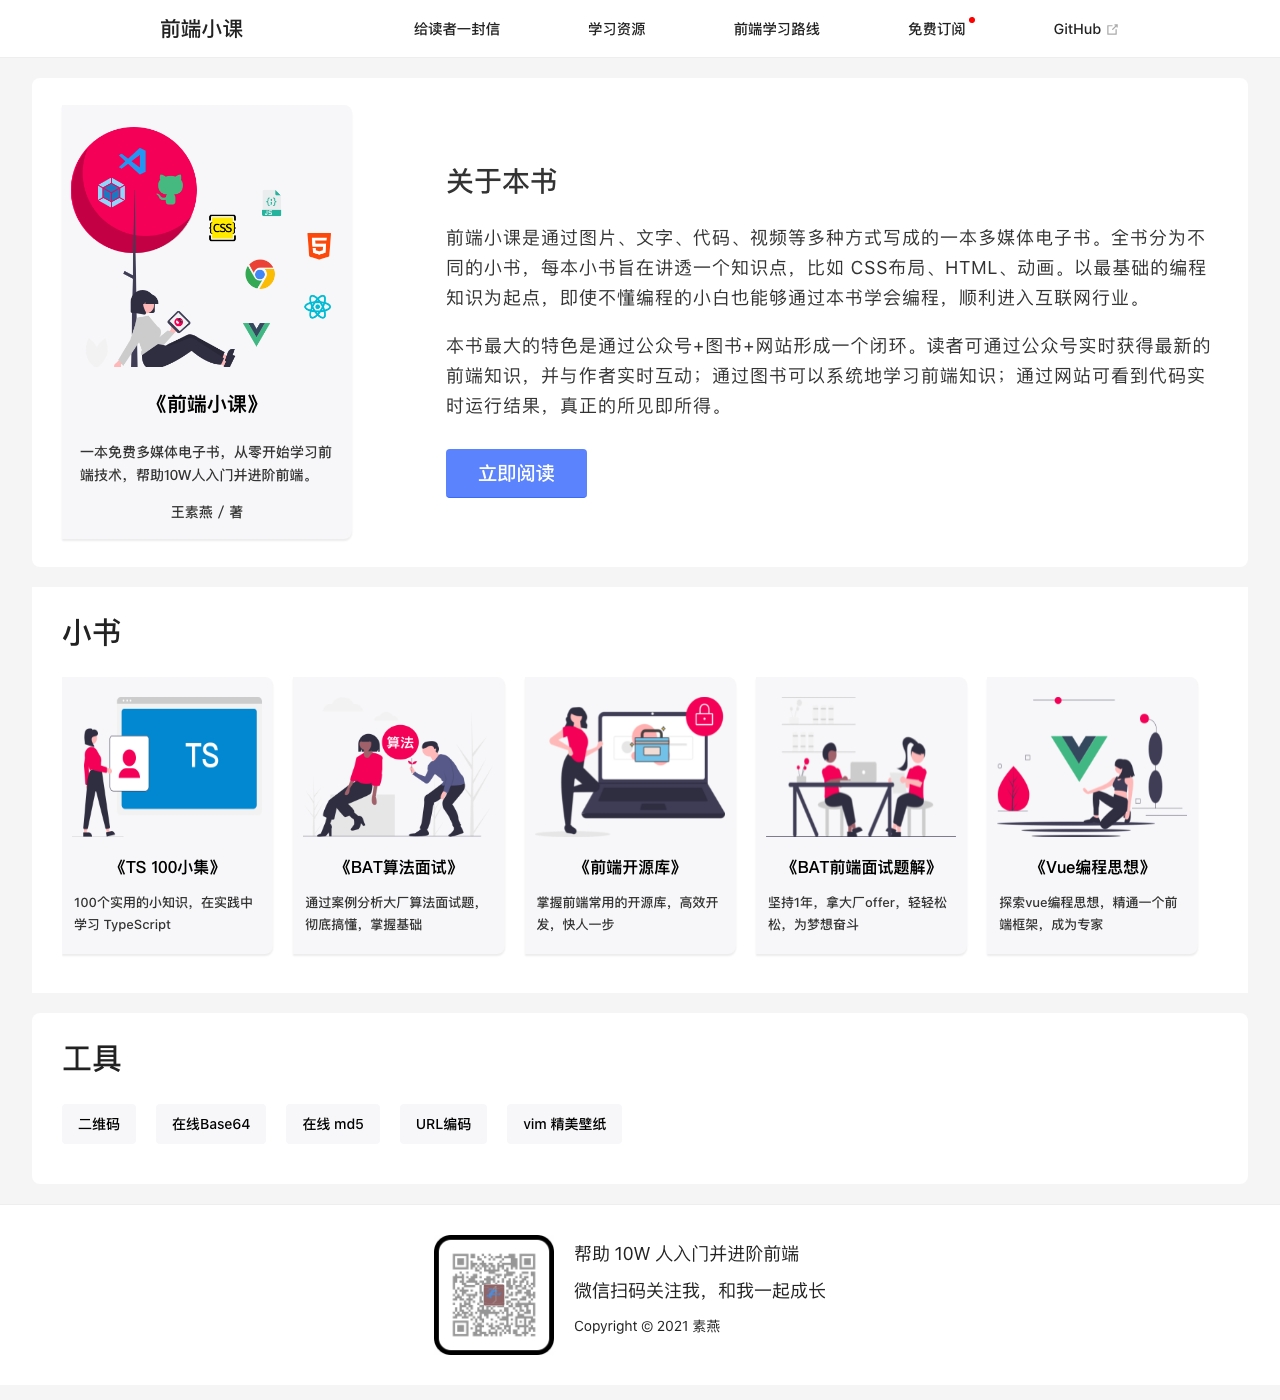 前端小课
给读者一封信
学习资源
前端学习路线
免费订阅
GitHub
CSS
{;}
JS
5
《前端小课》
一本免费多媒体电子书，从零开始学习前
端技术，帮助10W人入门并进阶前端。
王素燕 / 著
关于本书
前端小课是通过图片、文字、代码、视频等多种方式写成的一本多媒体电子书。全书分为不
同的小书，每本小书旨在讲透一个知识点，比如 CSS布局、HTML、动画。以最基础的编程
知识为起点，即使不懂编程的小白也能够通过本书学会编程，顺利进入互联网行业。
本书最大的特色是通过公众号+图书+网站形成一个闭环。读者可通过公众号实时获得最新的
前端知识，并与作者实时互动；通过图书可以系统地学习前端知识；通过网站可看到代码实
时运行结果，真正的所见即所得。
立即阅读
小书
TS
《TS 100小集》
100个实用的小知识，在实践中
学习 TypeScript
算法
《BAT算法面试》
通过案例分析大厂算法面试题，
彻底搞懂，掌握基础
《前端开源库》
掌握前端常用的开源库，高效开
发，快人一步
《BAT前端面试题解》
坚持1年，拿大厂offer，轻轻松
松，为梦想奋斗
《Vue编程思想》
探索vue编程思想，精通一个前
端框架，成为专家
工具
二维码
在线Base64
在线 md5
URL编码
vim 精美壁纸
帮助 10W 人入门并进阶前端
微信扫码关注我，和我一起成长
Copyright © 2021 素燕